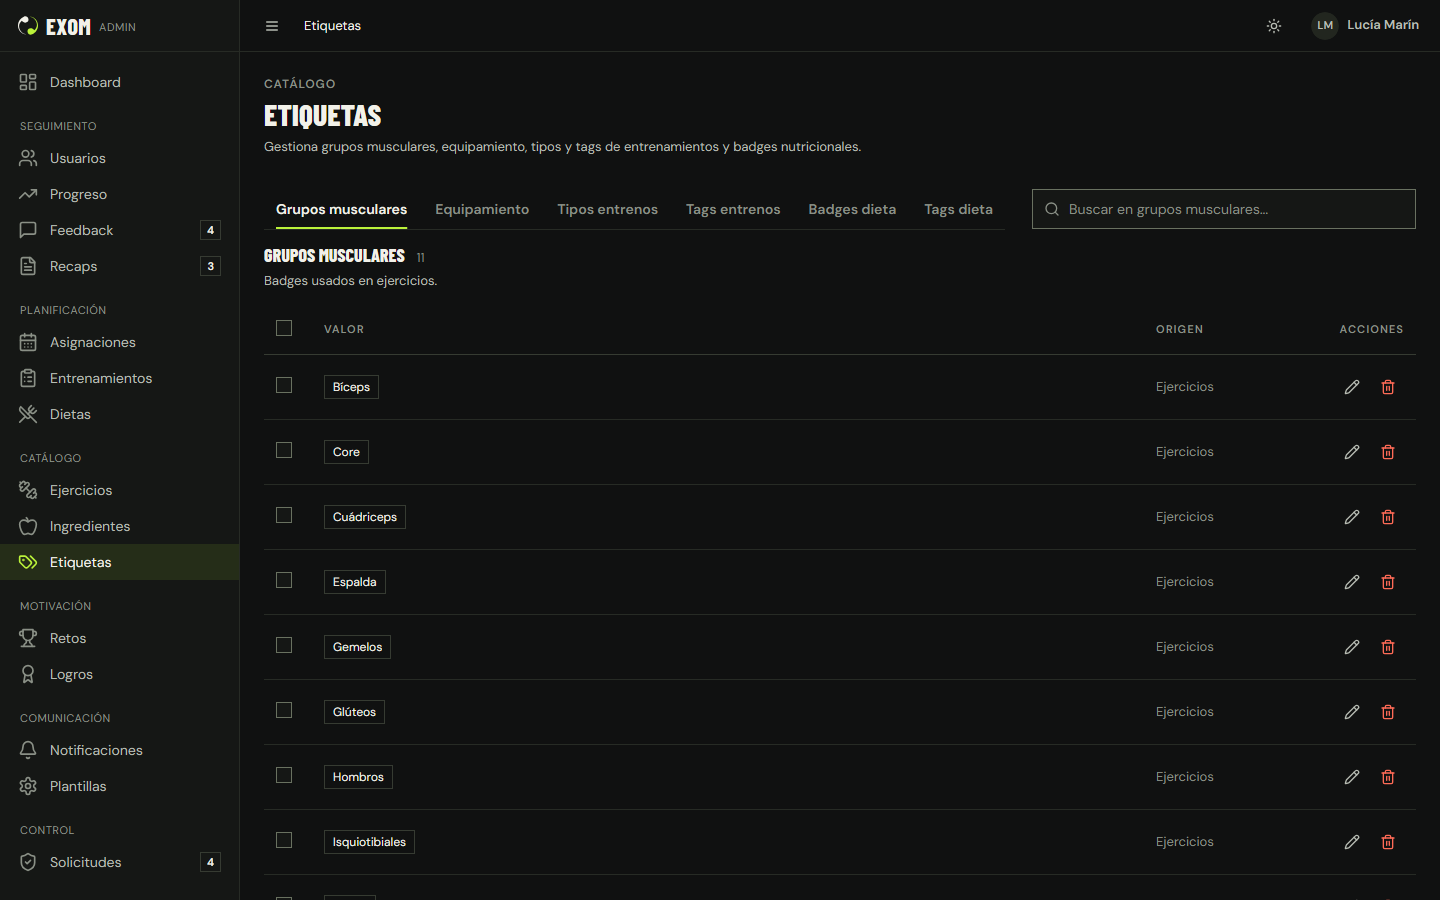 EXOM ADMIN
Etiquetas
LM Lucía Marín
Dashboard
SEGUIMIENTO
Usuarios
Progreso
Feedback 4
Recaps 3
PLANIFICACIÓN
Asignaciones
Entrenamientos
Dietas
CATÁLOGO
Ejercicios
Ingredientes
Etiquetas
MOTIVACIÓN
Retos
Logros
COMUNICACIÓN
Notificaciones
Plantillas
CONTROL
Solicitudes 4
CATÁLOGO
ETIQUETAS
Gestiona grupos musculares, equipamiento, tipos y tags de entrenamientos y badges nutricionales.
Grupos musculares Equipamiento Tipos entrenos Tags entrenos Badges dieta Tags dieta
Buscar en grupos musculares...
GRUPOS MUSCULARES 11
Badges usados en ejercicios.
VALOR ORIGEN ACCIONES
Bíceps Ejercicios
Core Ejercicios
Cuádriceps Ejercicios
Espalda Ejercicios
Gemelos Ejercicios
Glúteos Ejercicios
Hombros Ejercicios
Isquiotibiales Ejercicios